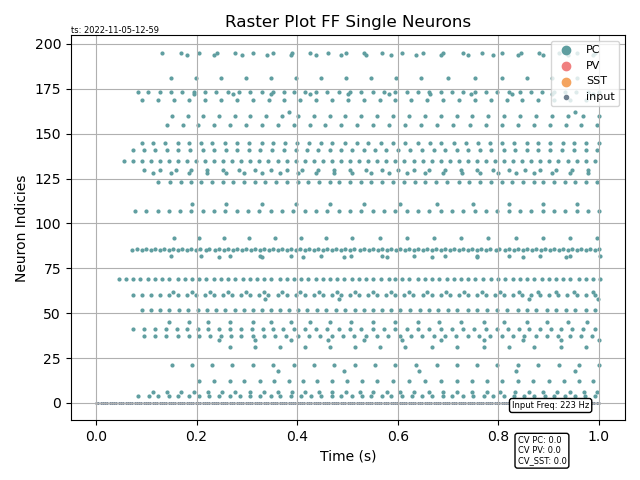 Raster Plot FF Single Neurons
ts: 2022-11-05-12-59
200
175
150
125
100
75
50
25
0
Neuron Indicies
PC
PV
SST
input
Input Freq: 223 Hz
0.0 0.2 0.4 0.6 0.8 1.0
Time (s)
CV PC: 0.0
CV PV: 0.0
CV_SST: 0.0